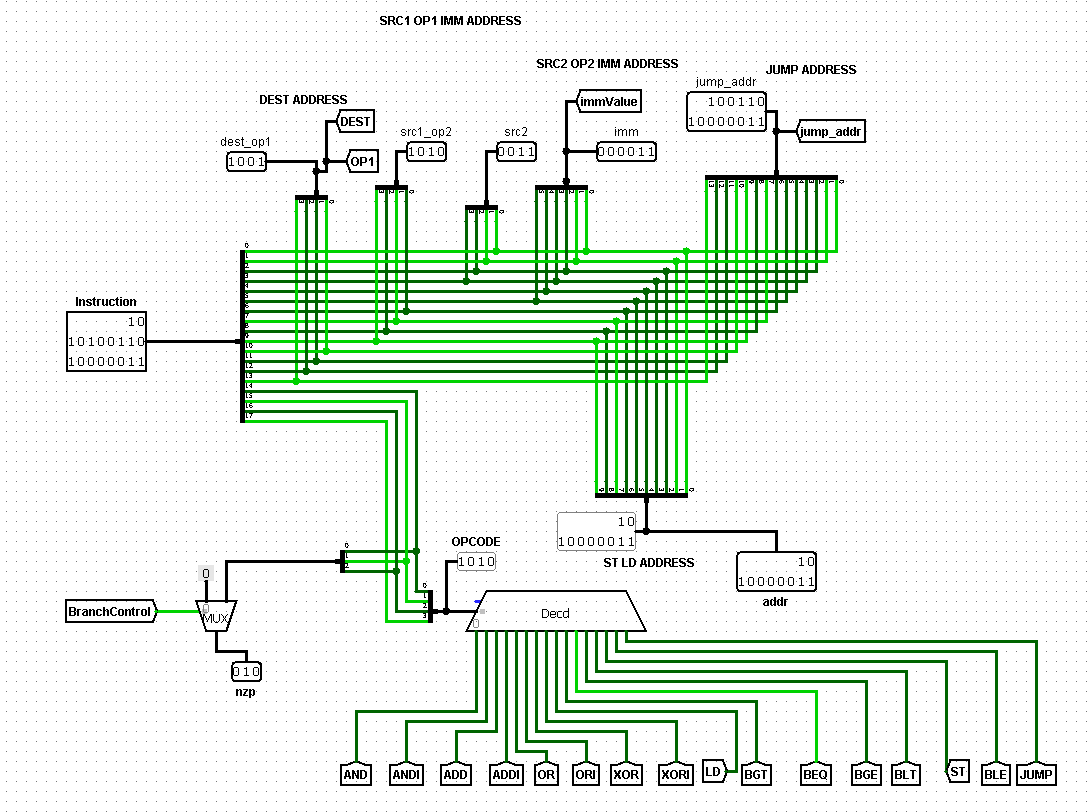 SRC1 OP1 IMM ADDRESS
SRC2 OP2 IMM ADDRESS
JUMP ADDRESS
jump_addr
100110
10000011
jump_addr
immValue
DEST ADDRESS
DEST
dest_op1
1001
OP1
src1_op2
1010
src2
0011
imm
000011
Instruction
10
10100110
10000011
OPCODE
1010
10
10000011
ST LD ADDRESS
10
10000011
addr
0
BranchControl
0
MUX
010
nzp
Decd
0
AND
ANDI
ADD
ADDI
OR
ORI
XOR
XORI
LD
BGT
BEQ
BGE
BLT
ST
BLE
JUMP